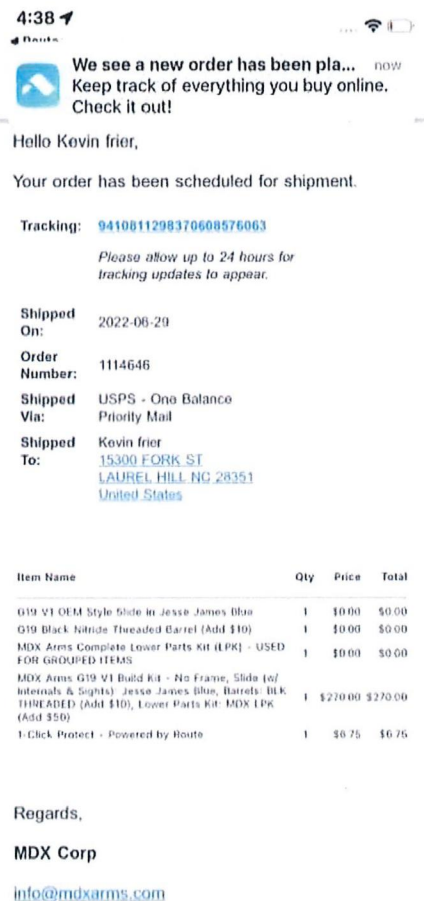 4:38
We see a new order has been pla... now
Keep track of everything you buy online.
Check it out!
Hello Kevin frier,
Your order has been scheduled for shipment.
Tracking: 9410811298370608576063
Please allow up to 24 hours for
tracking updates to appear.
Shipped
On: 2022-06-29
Order
Number: 1114646
Shipped
Via: USPS - One Balance
Priority Mail
Shipped
To: Kevin frier
15300 FORK ST
LAUREL HILL NC 28351
United States
Item Name Qty Price Total
G19 V1 OEM Style Slide in Jesse James Blue 1 $0.00 $0.00
G19 Black Nitride Threaded Barrel (Add $10) 1 $0.00 $0.00
MDX Arms Complete Lower Parts Kit (LPK) - USED
FOR GROUPED ITEMS 1 $0.00 $0.00
MDX Arms G19 V1 Build Kit - No Frame, Slide (w/
Internals & Sights): Jesse James Blue, Barrels: BLK
THREADED (Add $10), Lower Parts Kit: MDX LPK
(Add $50) 1 $270.00 $270.00
1-Click Protect - Powered by Route 1 $6.75 $6.75
Regards,
MDX Corp
info@mdxarms.com